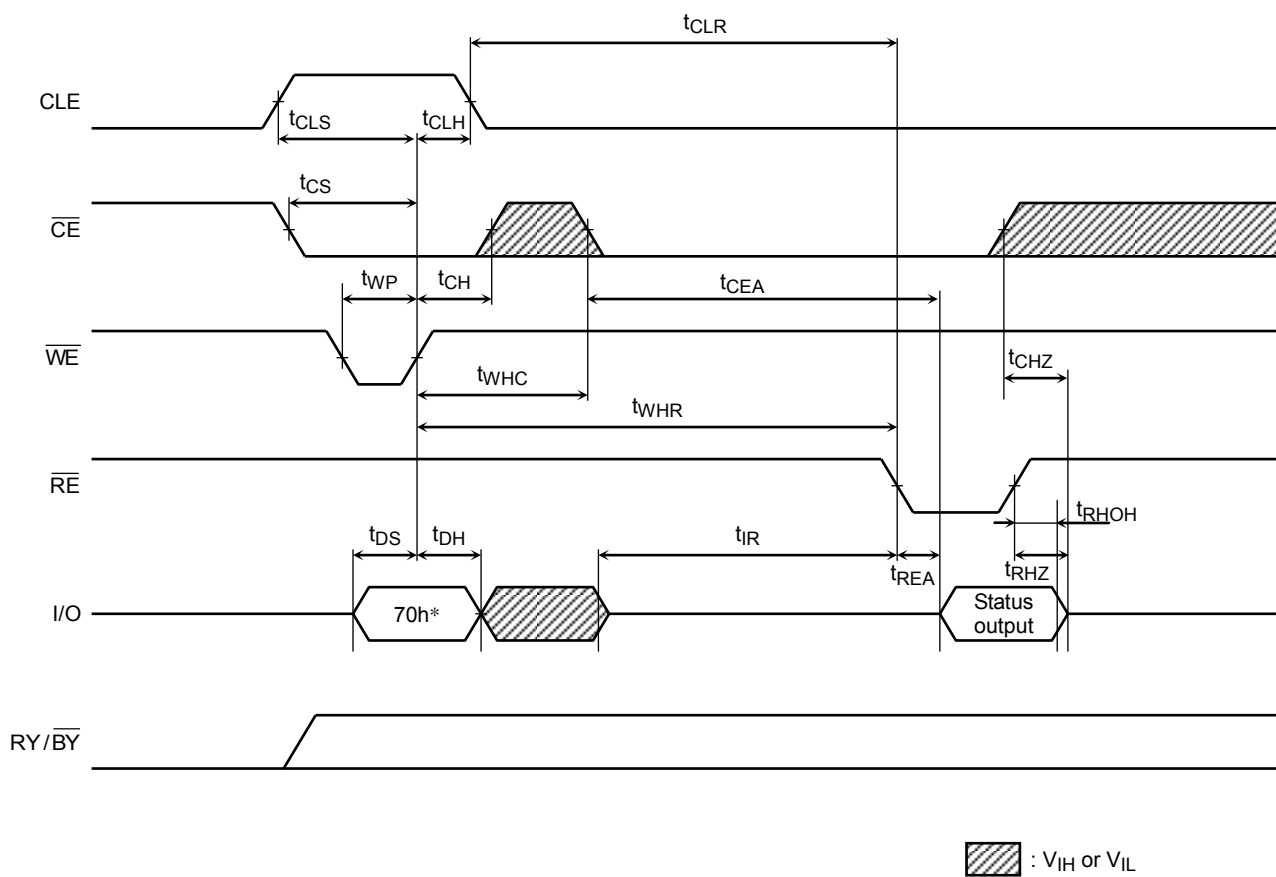 tCLR
CLE
tCLS
tCLH
tCS
CE
tWP
tCH
tCEA
WE
tCHZ
tWHC
tWHR
RE
tRHOH
tDS
tDH
tIR
tREA
tRHZ
I/O
70h*
Status
output
RY/BY
: VIH or VIL